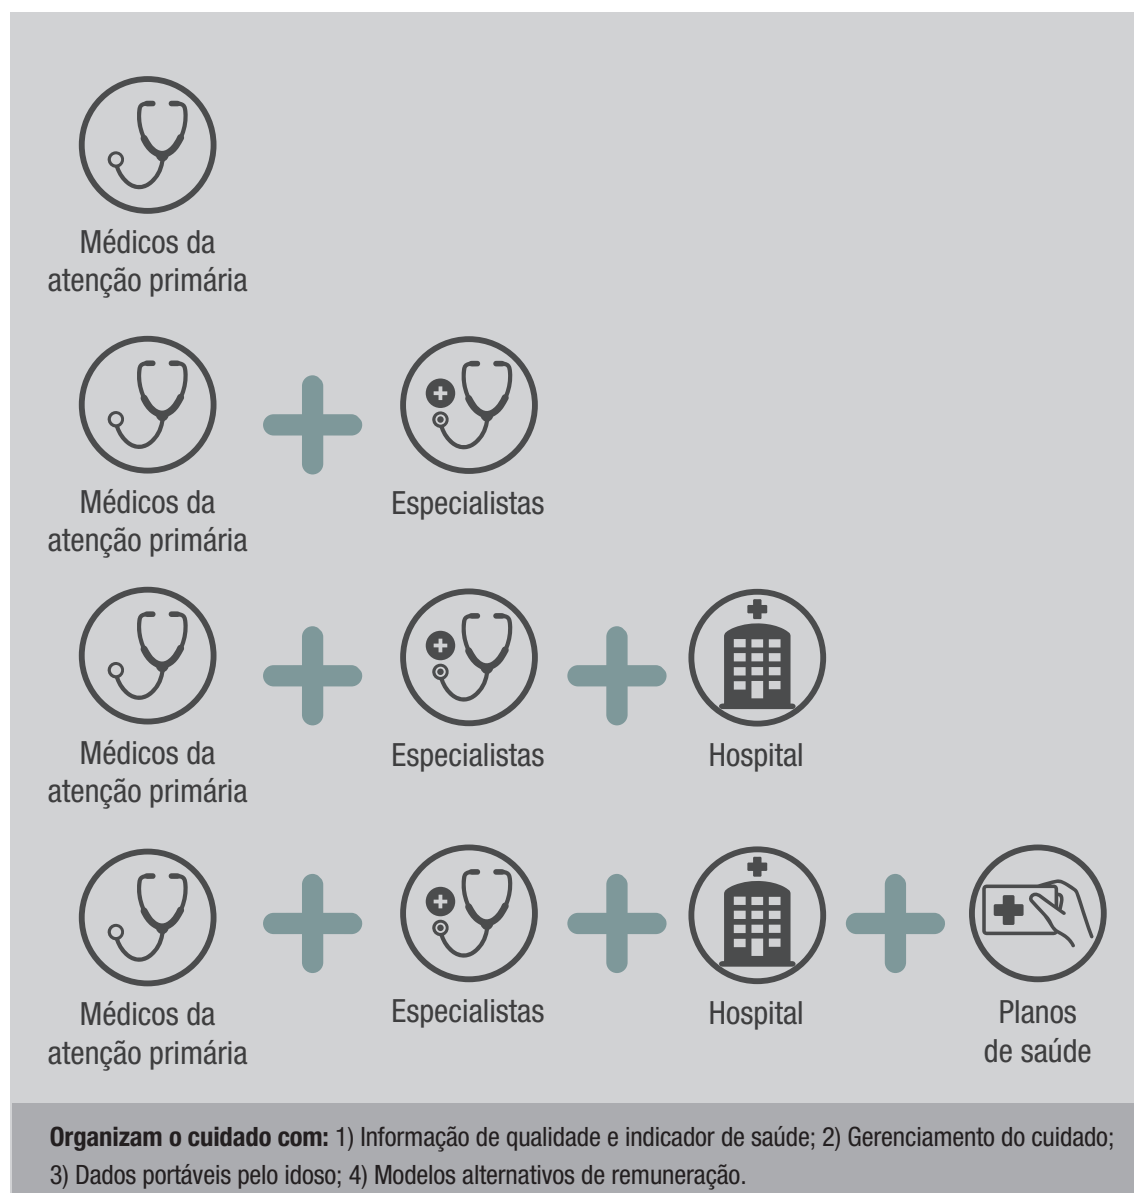 Médicos da
atenção primária
Médicos da
atenção primária
Especialistas
Médicos da
atenção primária
Especialistas
Hospital
Médicos da
atenção primária
Especialistas
Hospital
Planos
de saúde
Organizam o cuidado com: 1) Informação de qualidade e indicador de saúde; 2) Gerenciamento do cuidado;
3) Dados portáveis pelo idoso; 4) Modelos alternativos de remuneração.